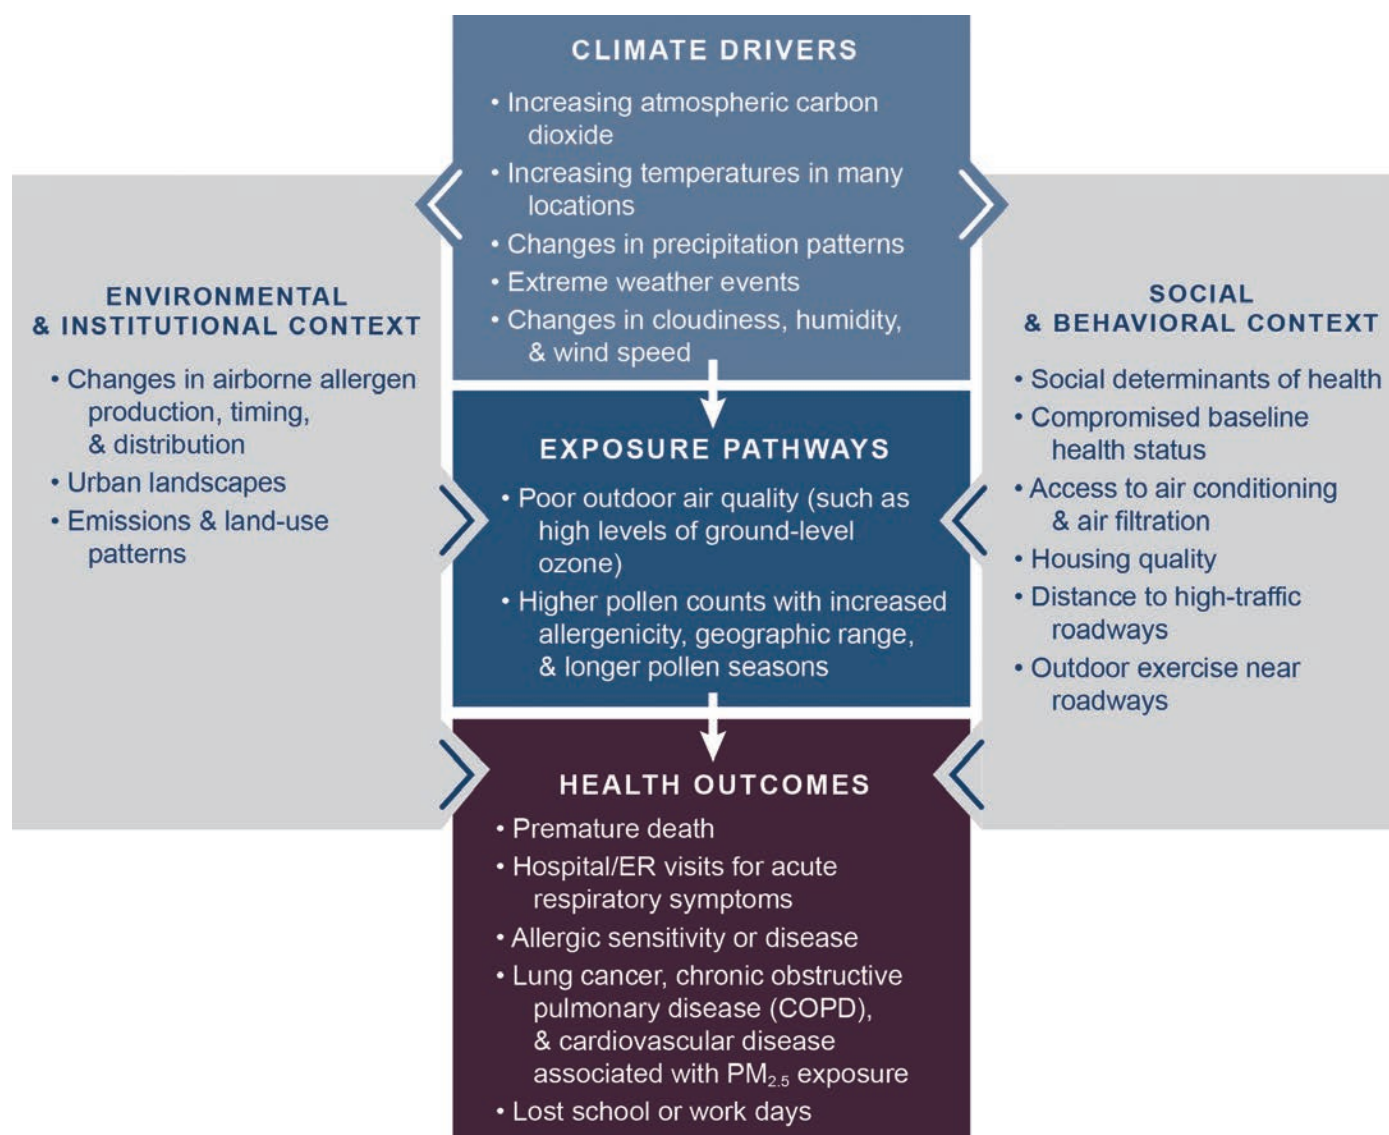 CLIMATE DRIVERS
• Increasing atmospheric carbon
dioxide
• Increasing temperatures in many
locations
• Changes in precipitation patterns
• Extreme weather events
• Changes in cloudiness, humidity,
& wind speed
ENVIRONMENTAL
& INSTITUTIONAL CONTEXT
• Changes in airborne allergen
production, timing,
& distribution
• Urban landscapes
• Emissions & land-use
patterns
EXPOSURE PATHWAYS
• Poor outdoor air quality (such as
high levels of ground-level
ozone)
• Higher pollen counts with increased
allergenicity, geographic range,
& longer pollen seasons
SOCIAL
& BEHAVIORAL CONTEXT
• Social determinants of health
• Compromised baseline
health status
• Access to air conditioning
& air filtration
• Housing quality
• Distance to high-traffic
roadways
• Outdoor exercise near
roadways
HEALTH OUTCOMES
• Premature death
• Hospital/ER visits for acute
respiratory symptoms
• Allergic sensitivity or disease
• Lung cancer, chronic obstructive
pulmonary disease (COPD),
& cardiovascular disease
associated with PM2.5 exposure
• Lost school or work days